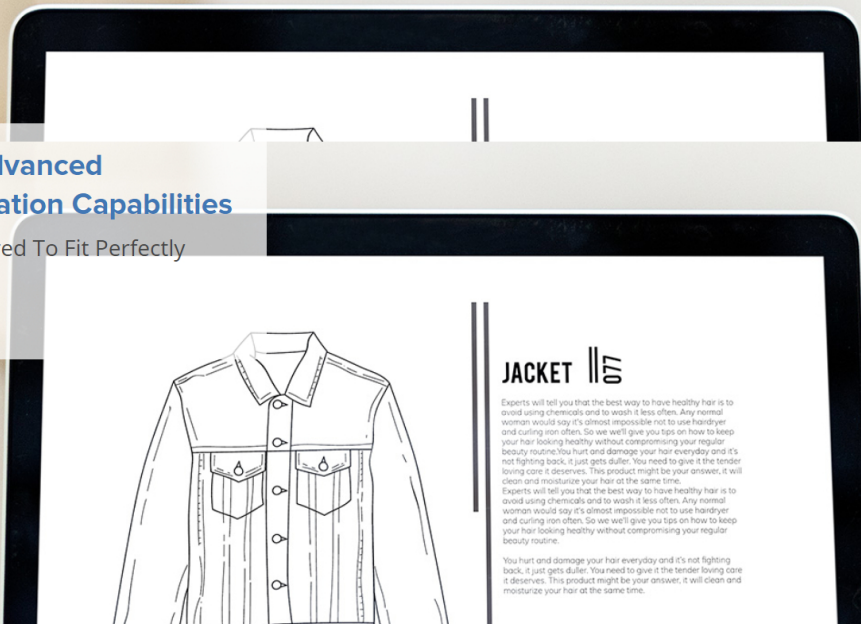 dvanced
ation Capabilities
ed To Fit Perfectly
JACKET 077
Experts will tell you that the best way to have healthy hair is to
avoid using chemicals and to wash it less often. Any normal
woman would say it's almost impossible not to use hairdryer
and curling iron often. So we we'll give you tips on how to keep
your hair looking healthy without compromising your regular
beauty routine.You hurt and damage your hair everyday and it's
not fighting back, it just gets duller. You need to give it the tender
loving care it deserves. This product might be your answer, it will
clean and moisturize your hair at the same time.
Experts will tell you that the best way to have healthy hair is to
avoid using chemicals and to wash it less often. Any normal
woman would say it's almost impossible not to use hairdryer
and curling iron often. So we we'll give you tips on how to keep
your hair looking healthy without compromising your regular
beauty routine.
You hurt and damage your hair everyday and it's not fighting
back, it just gets duller. You need to give it the tender loving care
it deserves. This product might be your answer, it will clean and
moisturize your hair at the same time.